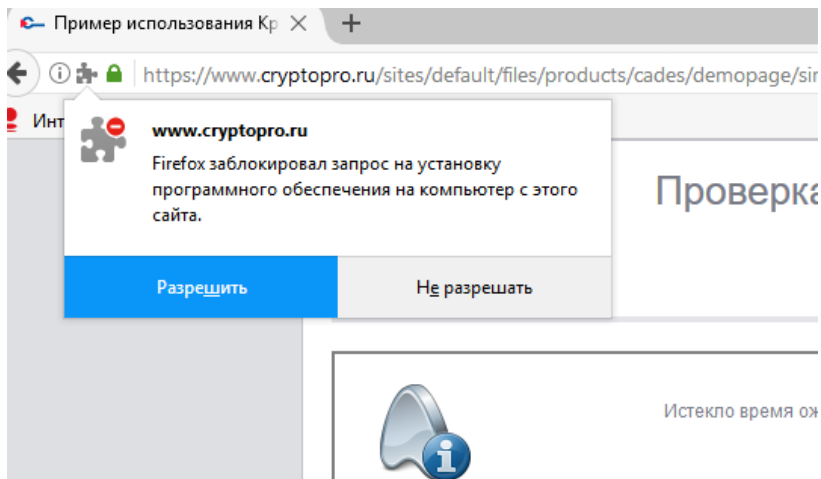 Пример использования Кр
https://www.cryptopro.ru/sites/default/files/products/cades/demopage/sir
Инт
www.cryptopro.ru
Firefox заблокировал запрос на установку
программного обеспечения на компьютер с этого
сайта.
Разрешить
Не разрешать
Проверка
Истекло время ож